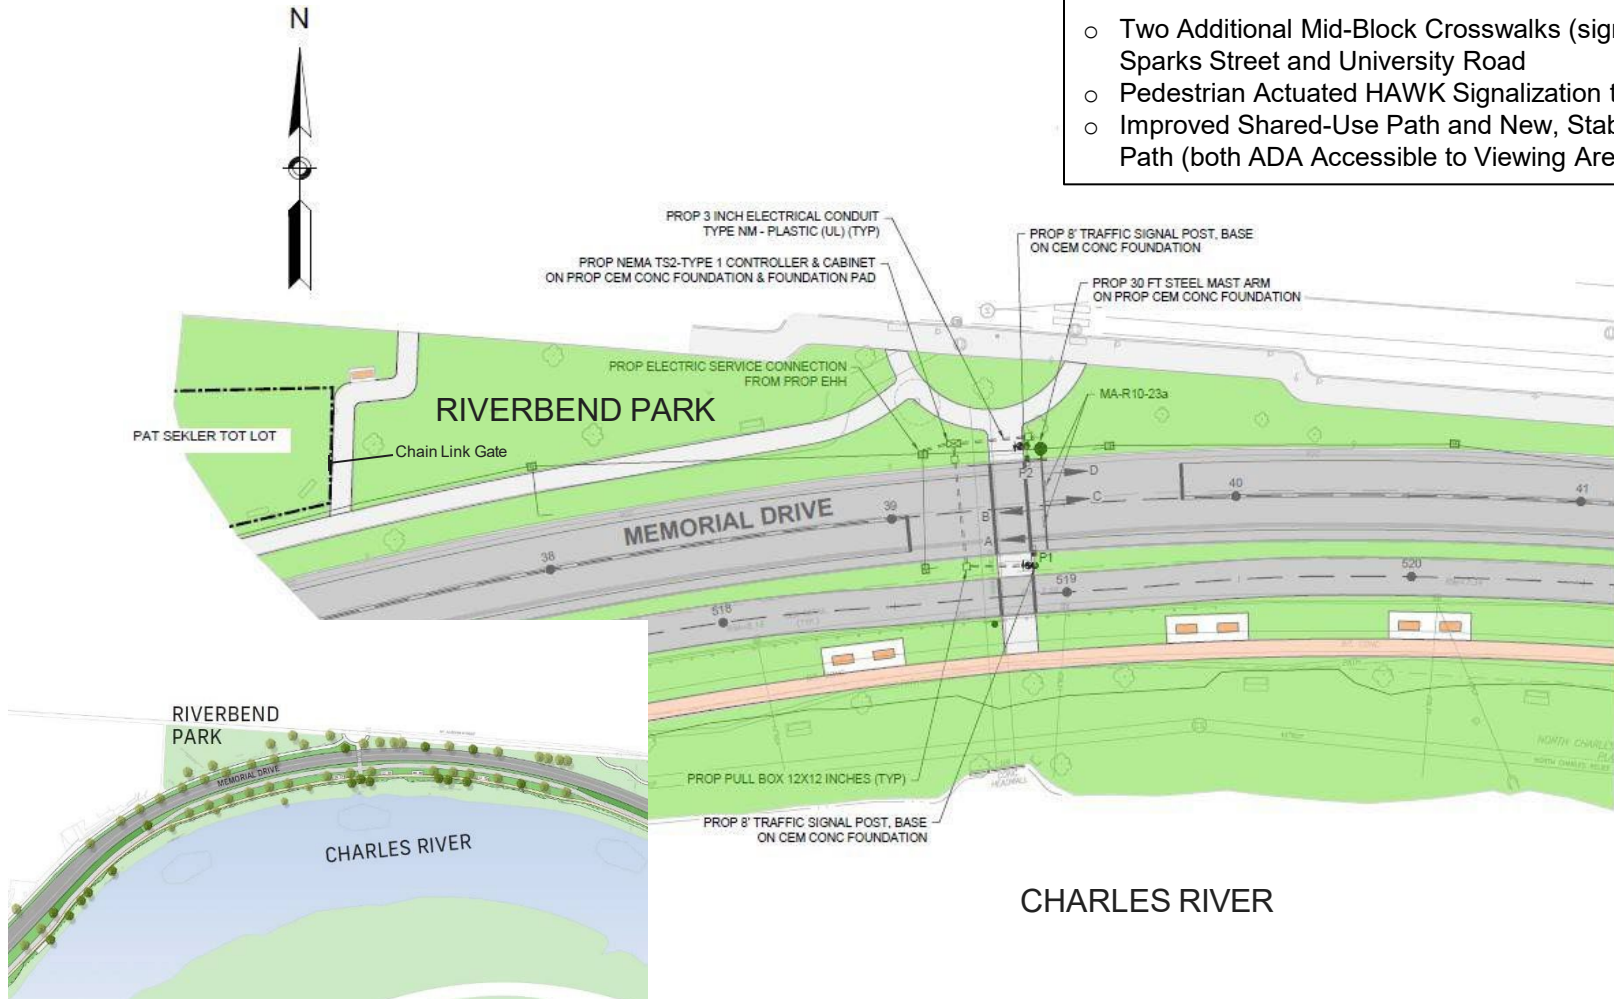 N
○ Two Additional Mid-Block Crosswalks (sig
Sparks Street and University Road
○ Pedestrian Actuated HAWK Signalization t
○ Improved Shared-Use Path and New, Stab
Path (both ADA Accessible to Viewing Are
PROP 3 INCH ELECTRICAL CONDUIT
TYPE NM - PLASTIC (UL) (TYP)
PROP NEMA TS2-TYPE 1 CONTROLLER & CABINET
ON PROP CEM CONC FOUNDATION & FOUNDATION PAD
PROP 8' TRAFFIC SIGNAL POST, BASE
ON CEM CONC FOUNDATION
PROP 30 FT STEEL MAST ARM
ON PROP CEM CONC FOUNDATION
PROP ELECTRIC SERVICE CONNECTION
FROM PROP EHH
MA-R10-23a
RIVERBEND PARK
PAT SEKLER TOT LOT
Chain Link Gate
MEMORIAL DRIVE
38
39
40
41
P2
D
C
B
A
P1
518
519
520
PROP PULL BOX 12X12 INCHES (TYP)
PROP 8' TRAFFIC SIGNAL POST, BASE
ON CEM CONC FOUNDATION
CONC
HEADWALL
NORTH CHARLES
CHARLES RIVER
RIVERBEND
PARK
MEMORIAL DRIVE
CHARLES RIVER